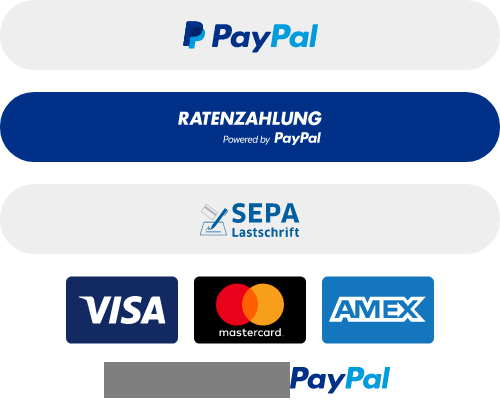 PayPal
RATENZAHLUNG
Powered by PayPal
SEPA
Lastschrift
VISA
mastercard.
AMEX
PayPal